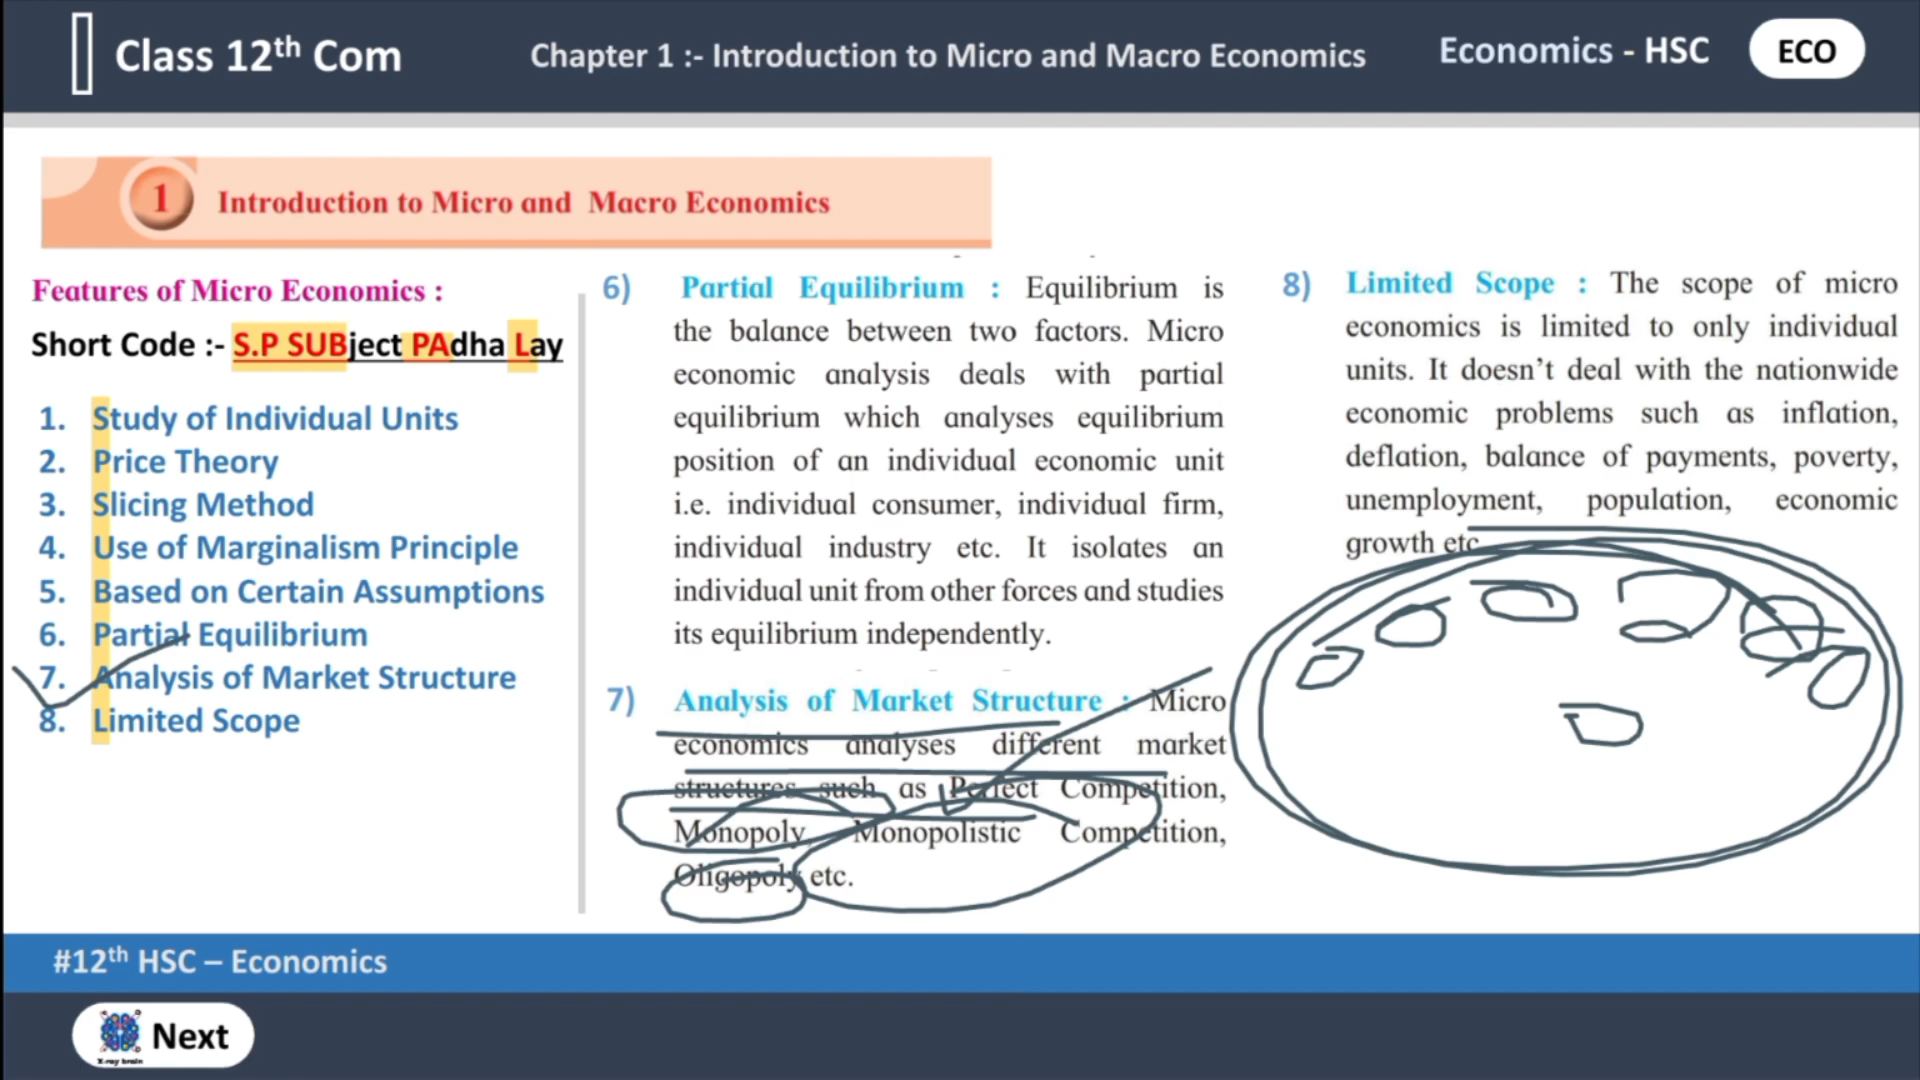 Class 12th Com
Chapter 1 :- Introduction to Micro and Macro Economics
Economics - HSC
ECO
1 Introduction to Micro and Macro Economics
Features of Micro Economics :
Short Code :- S.P SUBject PAdha Lay
1. Study of Individual Units
2. Price Theory
3. Slicing Method
4. Use of Marginalism Principle
5. Based on Certain Assumptions
6. Partial Equilibrium
7. Analysis of Market Structure
8. Limited Scope
6) Partial Equilibrium : Equilibrium is
the balance between two factors. Micro
economic analysis deals with partial
equilibrium which analyses equilibrium
position of an individual economic unit
i.e. individual consumer, individual firm,
individual industry etc. It isolates an
individual unit from other forces and studies
its equilibrium independently.
7) Analysis of Market Structure : Micro
economics analyses different market
structures such as Perfect Competition,
Monopoly, Monopolistic Competition,
Oligopoly etc.
8) Limited Scope : The scope of micro
economics is limited to only individual
units. It doesn't deal with the nationwide
economic problems such as inflation,
deflation, balance of payments, poverty,
unemployment, population, economic
growth etc
#12th HSC – Economics
X-ray brain
Next